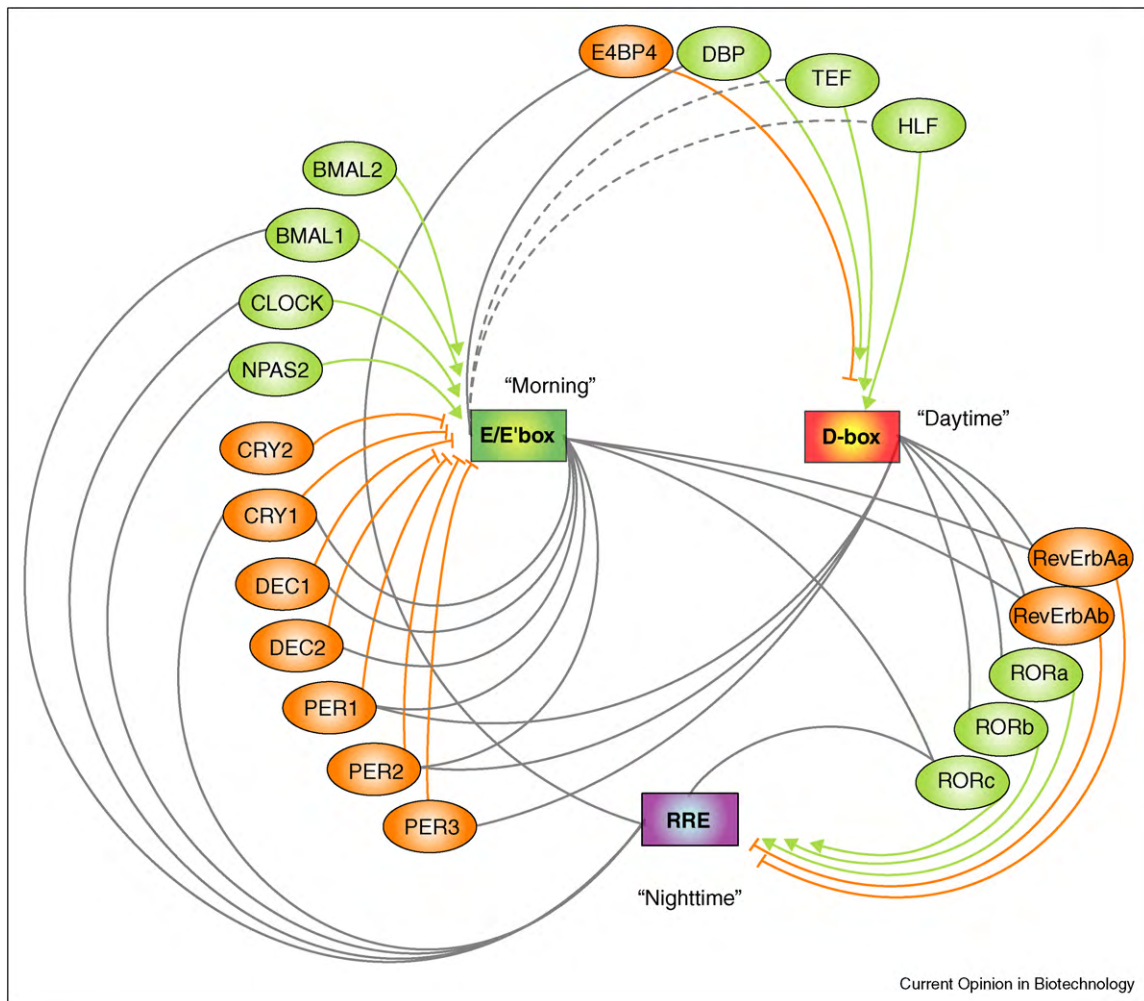 E4BP4
DBP
TEF
HLF
BMAL2
BMAL1
CLOCK
NPAS2
"Morning"
E/E'box
"Daytime"
D-box
CRY2
CRY1
DEC1
DEC2
PER1
PER2
PER3
RevErbAa
RevErbAb
RORa
RORb
RORc
RRE
"Nighttime"
Current Opinion in Biotechnology